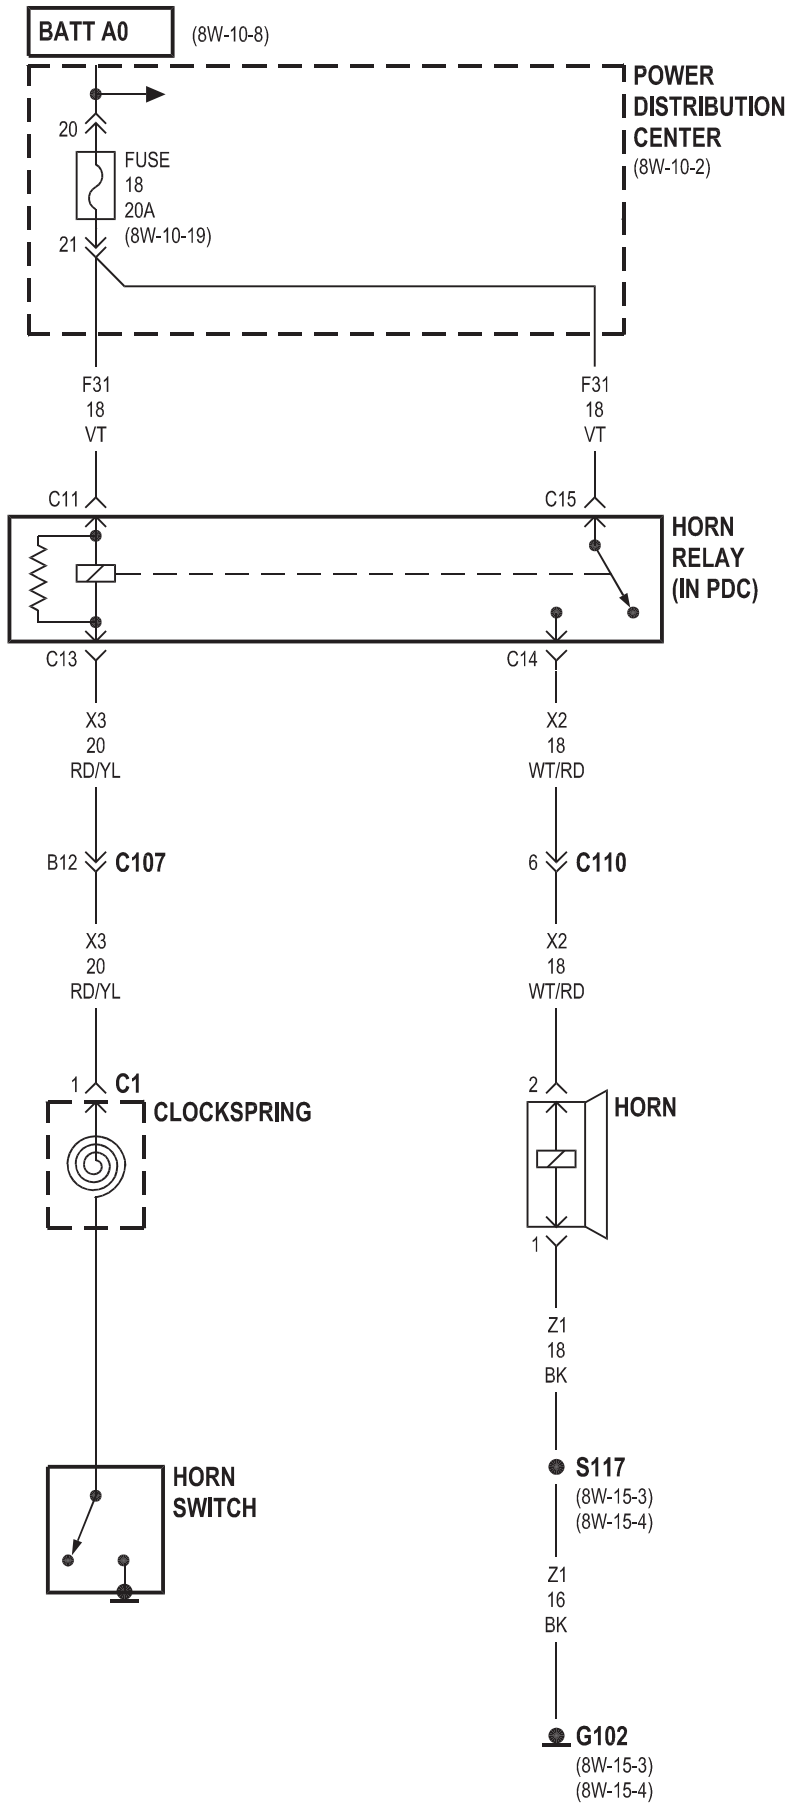 BATT A0
(8W-10-8)
POWER
DISTRIBUTION
CENTER
(8W-10-2)
20
FUSE
18
20A
(8W-10-19)
21
F31
18
VT
F31
18
VT
C11
C15
HORN
RELAY
(IN PDC)
C13
C14
X3
20
RD/YL
X2
18
WT/RD
B12
C107
6
C110
X3
20
RD/YL
X2
18
WT/RD
1
C1
CLOCKSPRING
2
HORN
1
Z1
18
BK
HORN
SWITCH
S117
(8W-15-3)
(8W-15-4)
Z1
16
BK
G102
(8W-15-3)
(8W-15-4)